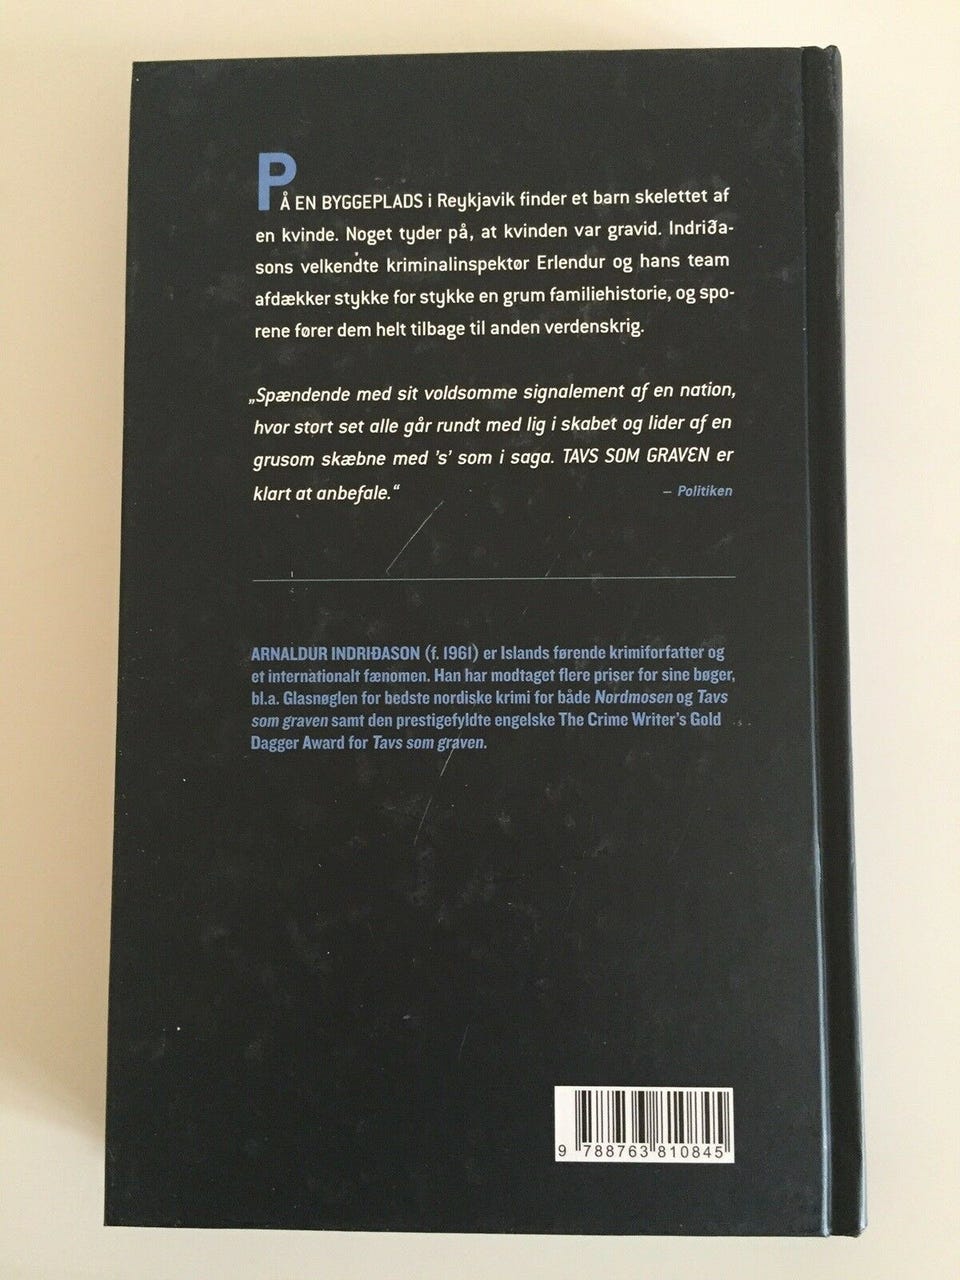 PÅ EN BYGGEPLADS i Reykjavik finder et barn skelettet af
en kvinde. Noget tyder på, at kvinden var gravid. Indriða-
sons velkendte kriminalinspektør Erlendur og hans team
afdækker stykke for stykke en grum familiehistorie, og spo-
rene fører dem helt tilbage til anden verdenskrig.
„Spændende med sit voldsomme signalement af en nation,
hvor stort set alle går rundt med lig i skabet og lider af en
grusom skæbne med 's' som i saga. TAVS SOM GRAVEN er
klart at anbefale.“ – Politiken
ARNALDUR INDRIÐASON (f. 1961) er Islands førende krimiforfatter og
et internationalt fænomen. Han har modtaget flere priser for sine bøger,
bl.a. Glasnøglen for bedste nordiske krimi for både Nordmosen og Tavs
som graven samt den prestigefyldte engelske The Crime Writer's Gold
Dagger Award for Tavs som graven.
9 788763 810845